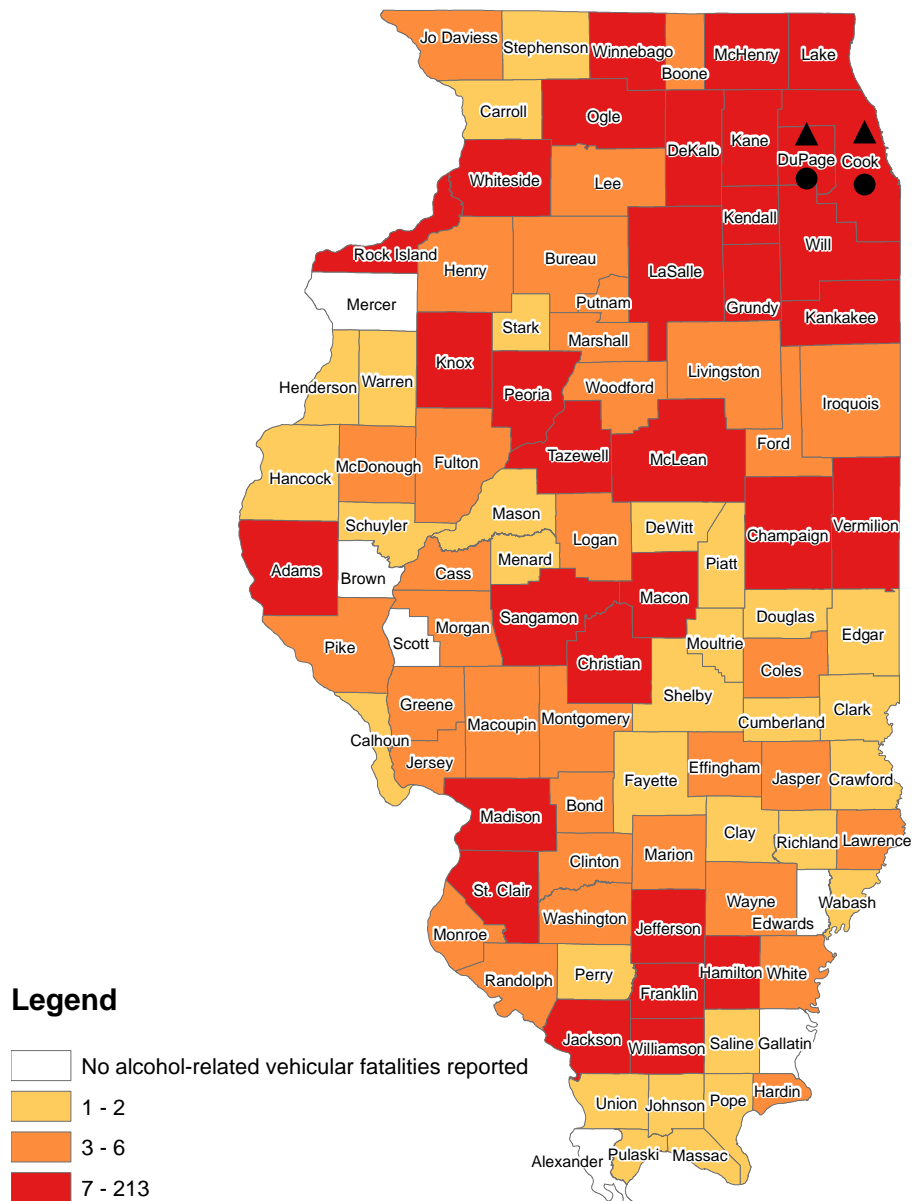 Jo Daviess
Stephenson
Winnebago
Boone
McHenry
Lake
Carroll
Ogle
DeKalb
Kane
DuPage
Cook
Whiteside
Lee
Kendall
Will
Rock Island
Henry
Bureau
LaSalle
Mercer
Putnam
Grundy
Kankakee
Stark
Marshall
Knox
Peoria
Henderson
Warren
Woodford
Livingston
Iroquois
Ford
Hancock
McDonough
Fulton
Tazewell
McLean
Mason
Schuyler
Logan
DeWitt
Champaign
Vermilion
Adams
Brown
Cass
Menard
Piatt
Macon
Sangamon
Douglas
Edgar
Pike
Scott
Morgan
Christian
Moultrie
Coles
Shelby
Greene
Macoupin
Montgomery
Cumberland
Clark
Calhoun
Jersey
Fayette
Effingham
Jasper
Crawford
Madison
Bond
Clay
Richland
Lawrence
St. Clair
Clinton
Marion
Wayne
Edwards
Wabash
Monroe
Washington
Jefferson
Randolph
Perry
Franklin
Hamilton
White
Jackson
Williamson
Saline
Gallatin
Union
Johnson
Pope
Hardin
Alexander
Pulaski
Massac
Legend
No alcohol-related vehicular fatalities reported
1 - 2
3 - 6
7 - 213